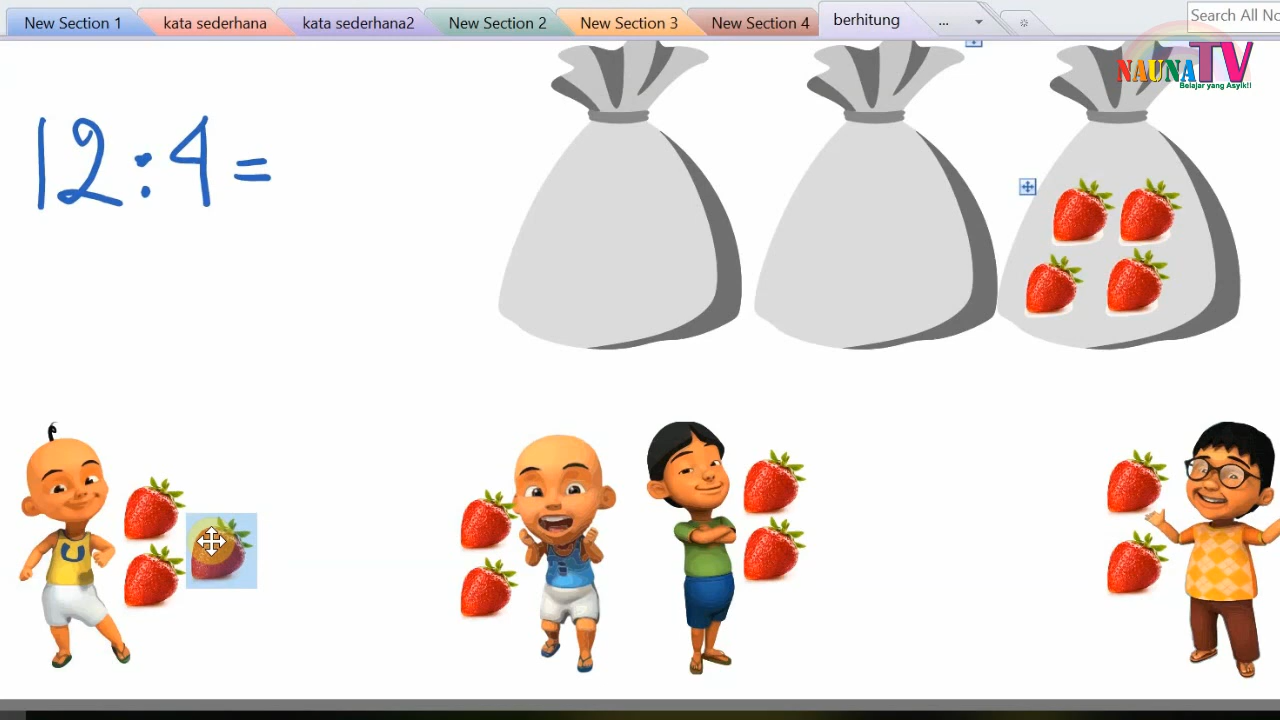 New Section 1
kata sederhana
kata sederhana2
New Section 2
New Section 3
New Section 4
berhitung
...
Search All No
NAUNA TV
Belajar yang Asyik!!
12:4=
U